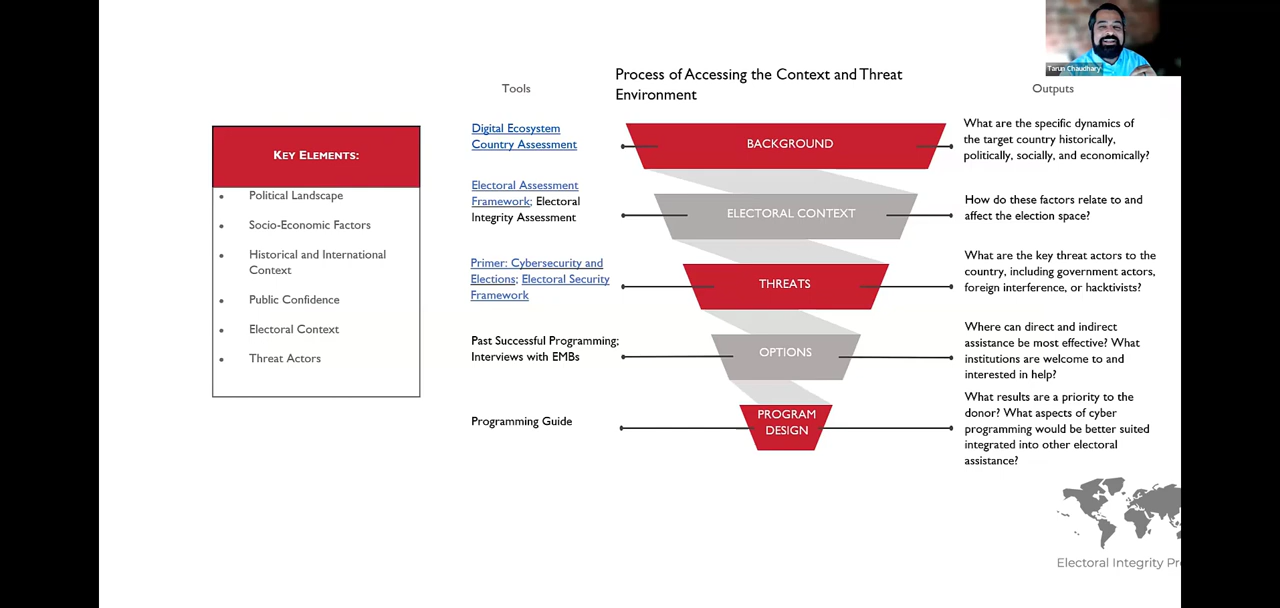 Tarun Chaudhary
Process of Accessing the Context and Threat
Environment
Tools
Outputs
KEY ELEMENTS:
Political Landscape
Socio-Economic Factors
Historical and International
Context
Public Confidence
Electoral Context
Threat Actors
Digital Ecosystem
Country Assessment
BACKGROUND
What are the specific dynamics of
the target country historically,
politically, socially, and economically?
Electoral Assessment
Framework; Electoral
Integrity Assessment
ELECTORAL CONTEXT
How do these factors relate to and
affect the election space?
Primer: Cybersecurity and
Elections; Electoral Security
Framework
THREATS
What are the key threat actors to the
country, including government actors,
foreign interference, or hacktivists?
Past Successful Programming;
Interviews with EMBs
OPTIONS
Where can direct and indirect
assistance be most effective? What
institutions are welcome to and
interested in help?
Programming Guide
PROGRAM
DESIGN
What results are a priority to the
donor? What aspects of cyber
programming would be better suited
integrated into other electoral
assistance?
Electoral Integrity Pr